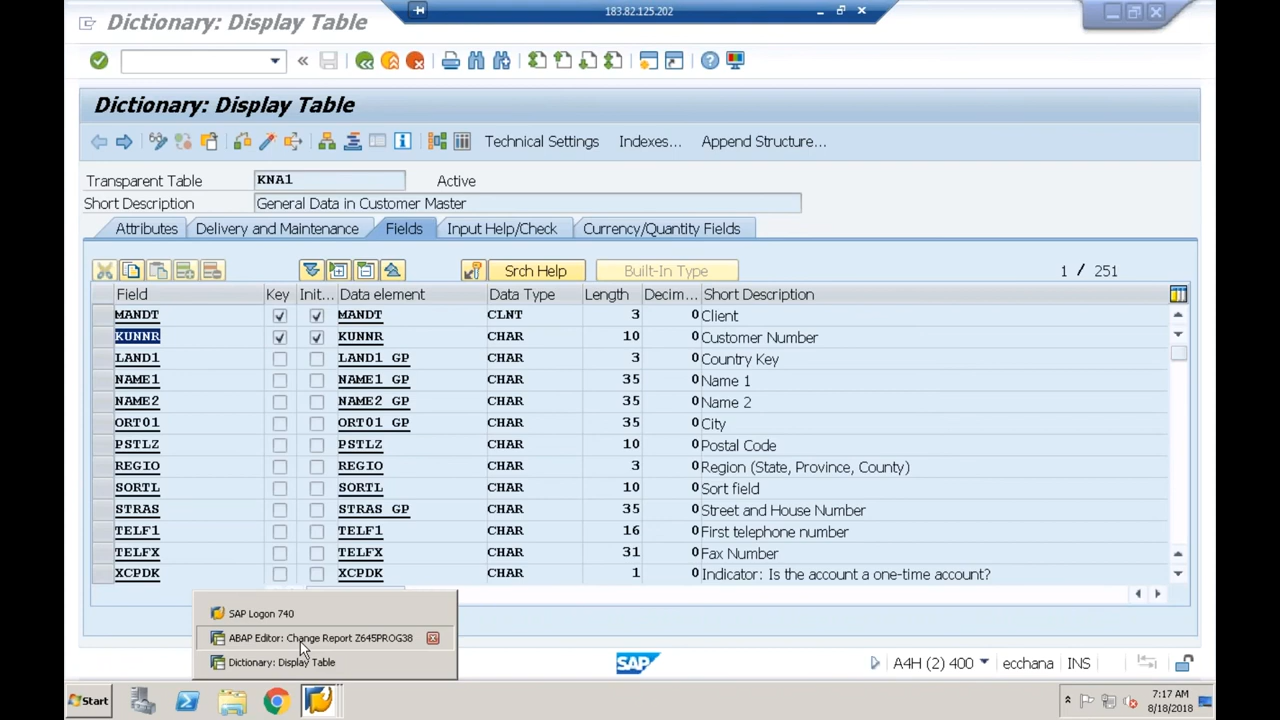 Dictionary: Display Table
183.82.125.202
Dictionary: Display Table
Technical Settings Indexes... Append Structure...
Transparent Table KNA1 Active
Short Description General Data in Customer Master
Attributes Delivery and Maintenance Fields Input Help/Check Currency/Quantity Fields
Srch Help Built-In Type 1 / 251
Field Key Init... Data element Data Type Length Decim... Short Description
MANDT MANDT CLNT 3 0 Client
KUNNR KUNNR CHAR 10 0 Customer Number
LAND1 LAND1 GP CHAR 3 0 Country Key
NAME1 NAME1 GP CHAR 35 0 Name 1
NAME2 NAME2 GP CHAR 35 0 Name 2
ORT01 ORT01 GP CHAR 35 0 City
PSTLZ PSTLZ CHAR 10 0 Postal Code
REGIO REGIO CHAR 3 0 Region (State, Province, County)
SORTL SORTL CHAR 10 0 Sort field
STRAS STRAS GP CHAR 35 0 Street and House Number
TELF1 TELF1 CHAR 16 0 First telephone number
TELFX TELFX CHAR 31 0 Fax Number
XCPDK XCPDK CHAR 1 0 Indicator: Is the account a one-time account?
SAP Logon 740
ABAP Editor: Change Report Z645PROG38
Dictionary: Display Table
SAP A4H (2) 400 ecchana INS
Start
7:17 AM
8/18/2018